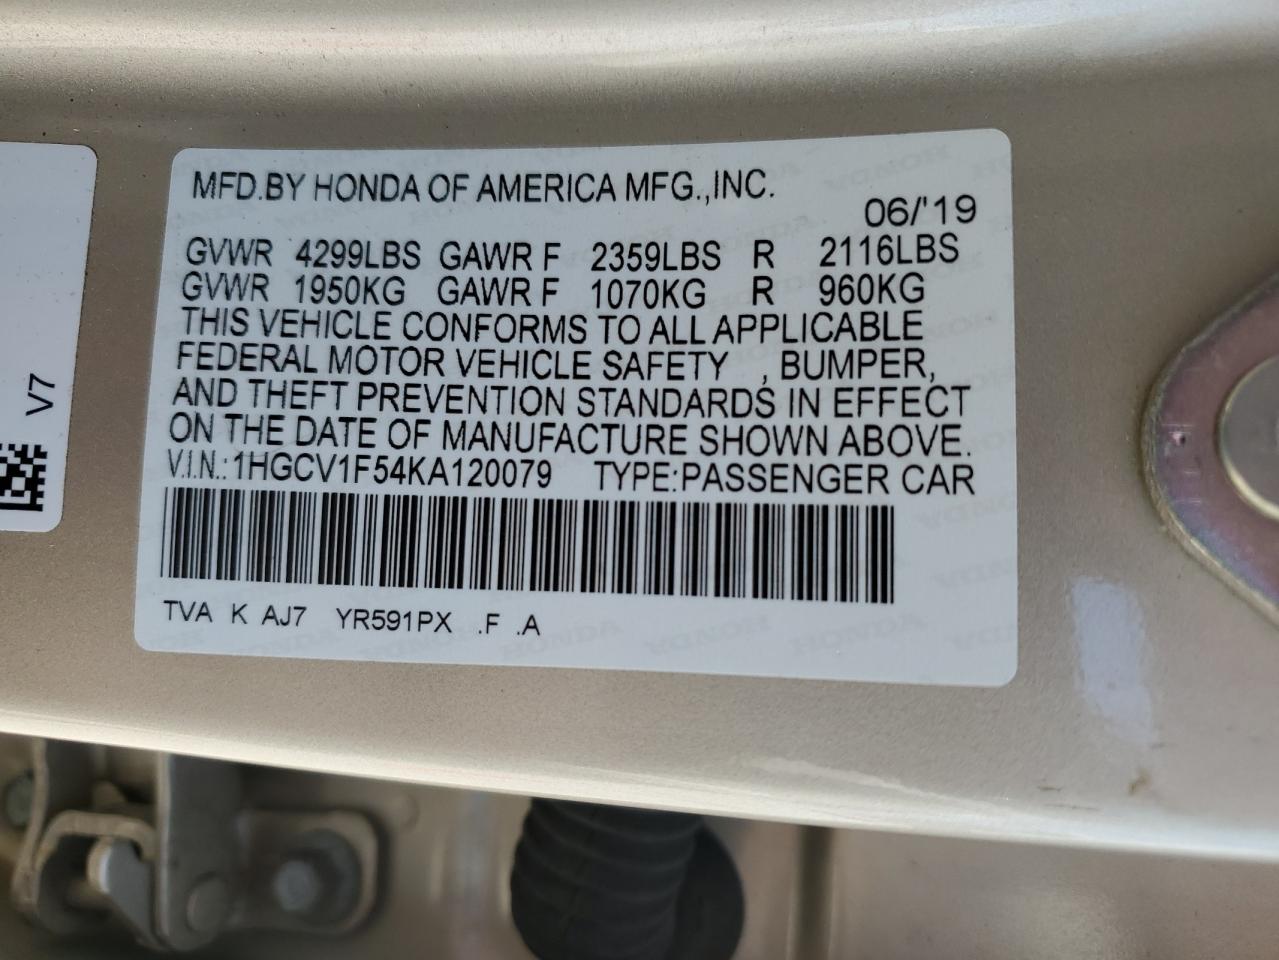 MFD.BY HONDA OF AMERICA MFG.,INC.
06/'19
GVWR 4299LBS GAWR F 2359LBS R 2116LBS
GVWR 1950KG GAWR F 1070KG R 960KG
THIS VEHICLE CONFORMS TO ALL APPLICABLE
FEDERAL MOTOR VEHICLE SAFETY , BUMPER,
AND THEFT PREVENTION STANDARDS IN EFFECT
ON THE DATE OF MANUFACTURE SHOWN ABOVE.
V.I.N.:1HGCV1F54KA120079 TYPE:PASSENGER CAR
TVA K AJ7 YR591PX .F .A
V7